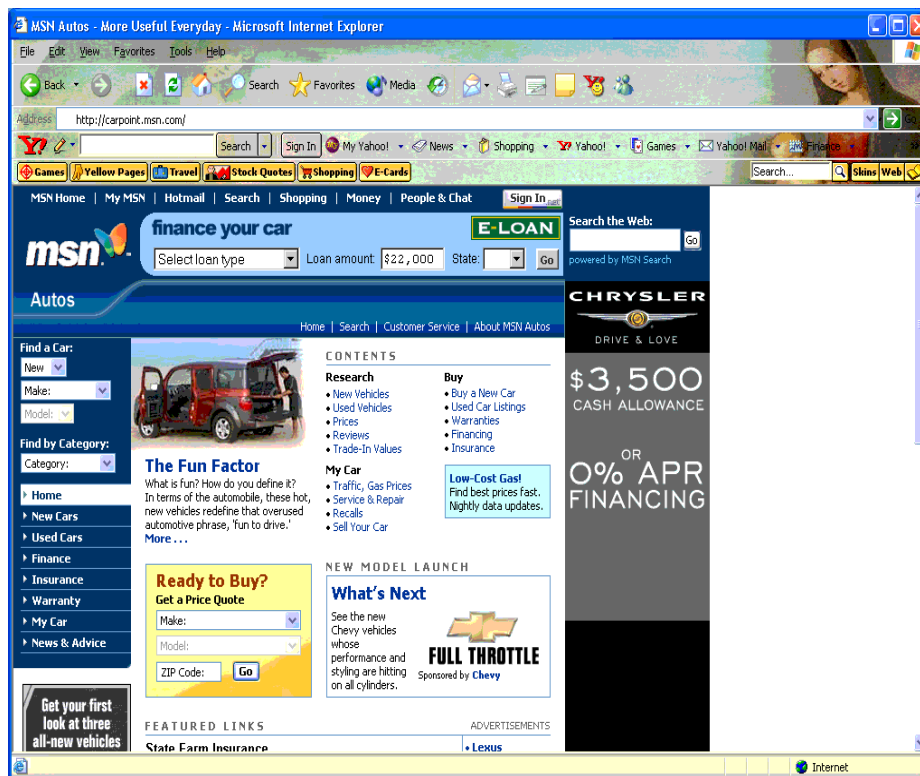 MSN Autos - More Useful Everyday - Microsoft Internet Explorer
File Edit View Favorites Tools Help
Back Search Favorites Media
Address http://carpoint.msn.com/ Go
Y! Search Sign In My Yahoo! News Shopping Yahoo! Games Yahoo! Mail Finance
Games Yellow Pages Travel Stock Quotes Shopping E-Cards Search... Skins Web
MSN Home | My MSN | Hotmail | Search | Shopping | Money | People & Chat Sign In .net
msn
finance your car E-LOAN
Select loan type Loan amount $22,000 State: Go
Search the Web:
Go
powered by MSN Search
Autos
Home | Search | Customer Service | About MSN Autos
Find a Car:
New
Make:
Model:
Find by Category:
Category:
Home
New Cars
Used Cars
Finance
Insurance
Warranty
My Car
News & Advice
Get your first
look at three
all-new vehicles
The Fun Factor
What is fun? How do you define it?
In terms of the automobile, these hot,
new vehicles redefine that overused
automotive phrase, 'fun to drive.'
More . . .
CONTENTS
Research
• New Vehicles
• Used Vehicles
• Prices
• Reviews
• Trade-In Values
My Car
• Traffic, Gas Prices
• Service & Repair
• Recalls
• Sell Your Car
Buy
• Buy a New Car
• Used Car Listings
• Warranties
• Financing
• Insurance
Low-Cost Gas!
Find best prices fast.
Nightly data updates.
Ready to Buy?
Get a Price Quote
Make:
Model:
ZIP Code: Go
NEW MODEL LAUNCH
What's Next
See the new
Chevy vehicles
whose
performance and
styling are hitting
on all cylinders.
FULL THROTTLE
Sponsored by Chevy
FEATURED LINKS
State Farm Insurance
ADVERTISEMENTS
• Lexus
CHRYSLER
DRIVE & LOVE
$3,500
CASH ALLOWANCE
OR
0% APR
FINANCING
Internet